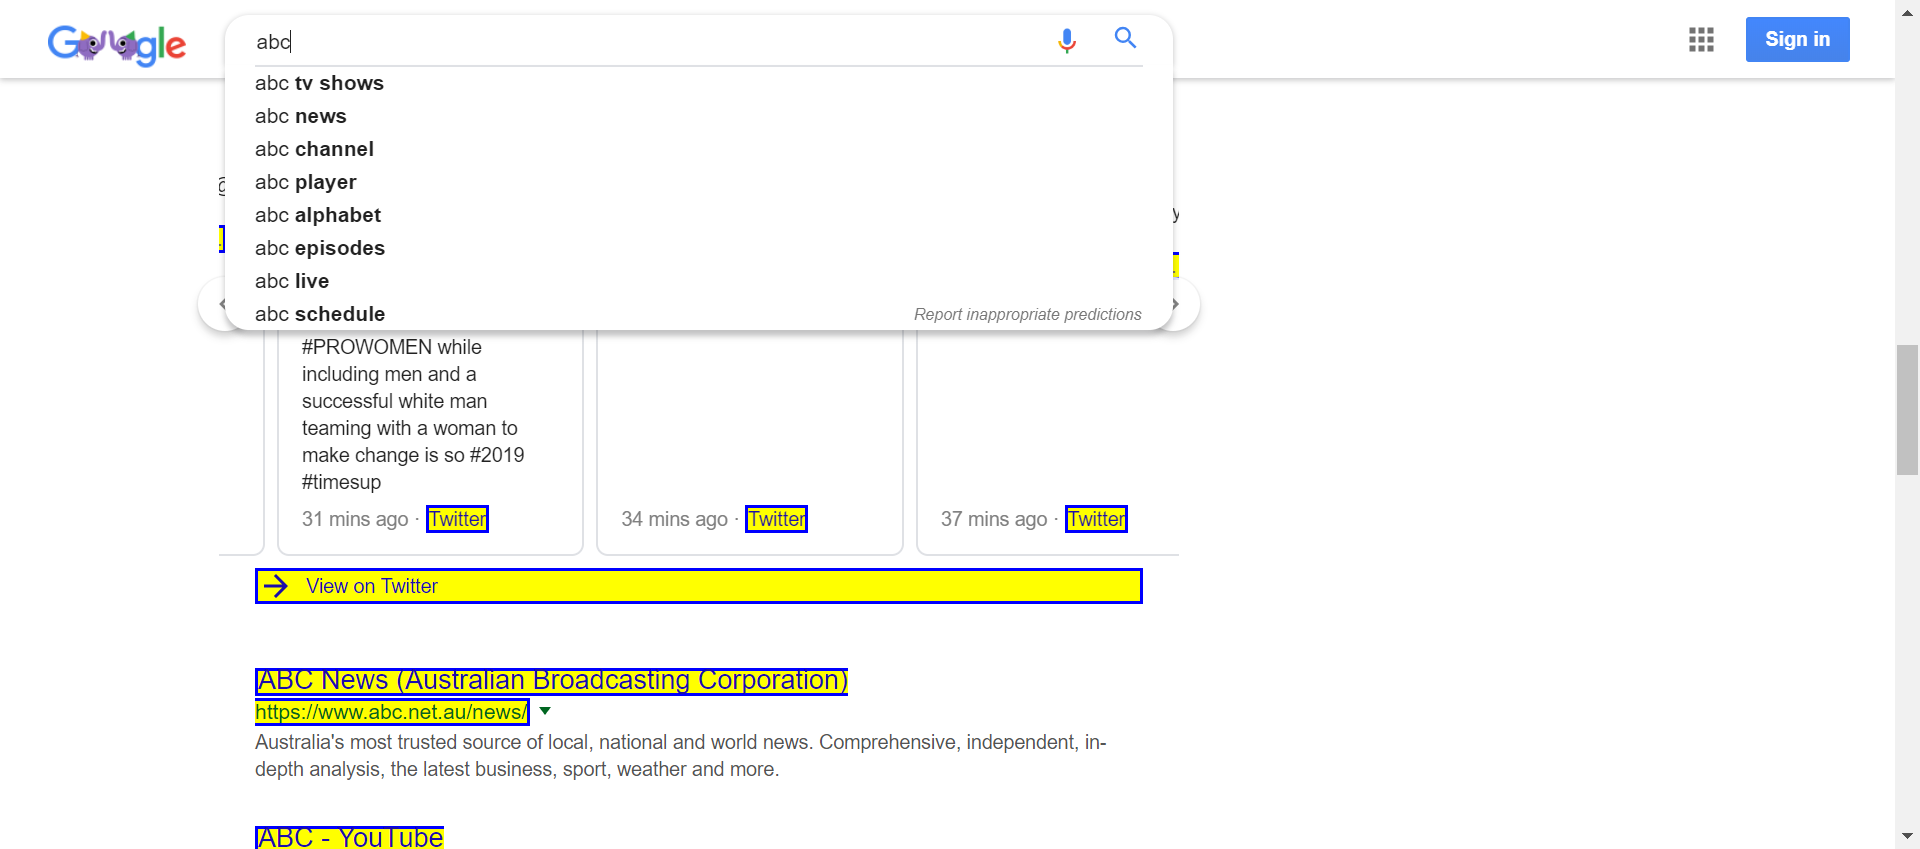 Google
abc
Sign in
abc tv shows
abc news
abc channel
abc player
abc alphabet
abc episodes
abc live
abc schedule
Report inappropriate predictions
#PROWOMEN while
including men and a
successful white man
teaming with a woman to
make change is so #2019
#timesup
31 mins ago · Twitter
34 mins ago · Twitter
37 mins ago · Twitter
View on Twitter
ABC News (Australian Broadcasting Corporation)
https://www.abc.net.au/news/
Australia's most trusted source of local, national and world news. Comprehensive, independent, in-
depth analysis, the latest business, sport, weather and more.
ABC - YouTube